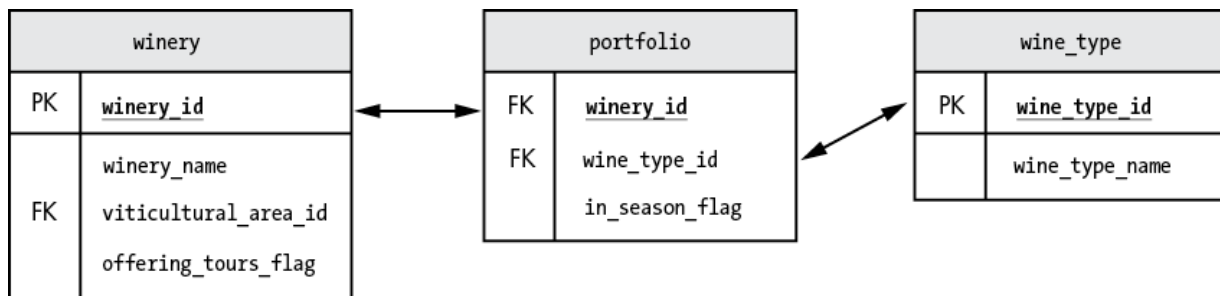 winery
PK winery_id
winery_name
FK viticultural_area_id
offering_tours_flag
portfolio
FK winery_id
FK wine_type_id
in_season_flag
wine_type
PK wine_type_id
wine_type_name